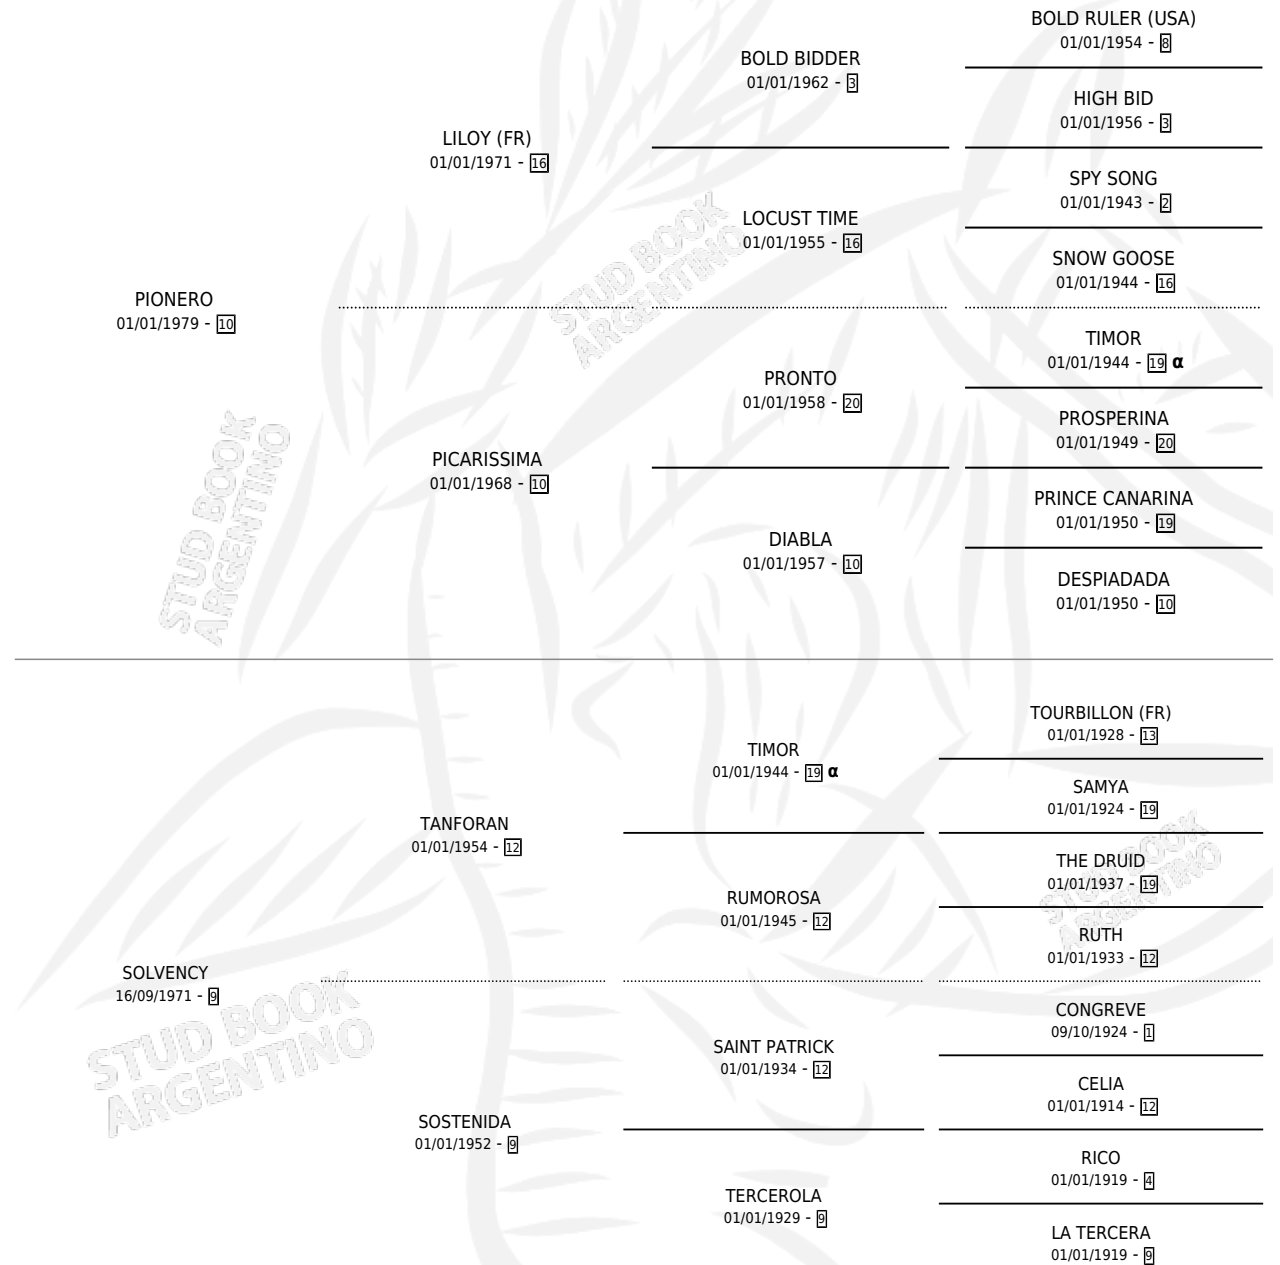 BOLD RULER (USA)
01/01/1954 - 8
BOLD BIDDER
01/01/1962 - 3
HIGH BID
01/01/1956 - 3
LILOY (FR)
01/01/1971 - 16
SPY SONG
01/01/1943 - 2
LOCUST TIME
01/01/1955 - 16
SNOW GOOSE
01/01/1944 - 16
PIONERO
01/01/1979 - 10
TIMOR
01/01/1944 - 19 α
PRONTO
01/01/1958 - 20
PROSPERINA
01/01/1949 - 20
PICARISSIMA
01/01/1968 - 10
PRINCE CANARINA
01/01/1950 - 19
DIABLA
01/01/1957 - 10
DESPIADADA
01/01/1950 - 10
TOURBILLON (FR)
01/01/1928 - 13
TIMOR
01/01/1944 - 19 α
SAMYA
01/01/1924 - 19
TANFORAN
01/01/1954 - 12
THE DRUID
01/01/1937 - 19
RUMOROSA
01/01/1945 - 12
RUTH
01/01/1933 - 12
SOLVENCY
16/09/1971 - 9
CONGREVE
09/10/1924 - 1
SAINT PATRICK
01/01/1934 - 12
CELIA
01/01/1914 - 12
SOSTENIDA
01/01/1952 - 9
RICO
01/01/1919 - 4
TERCEROLA
01/01/1929 - 9
LA TERCERA
01/01/1919 - 9
STUD BOOK
ARGENTINO
STUD BOOK
ARGENTINO
STUD BOOK
ARGENTINO
STUD BOOK
ARGENTINO